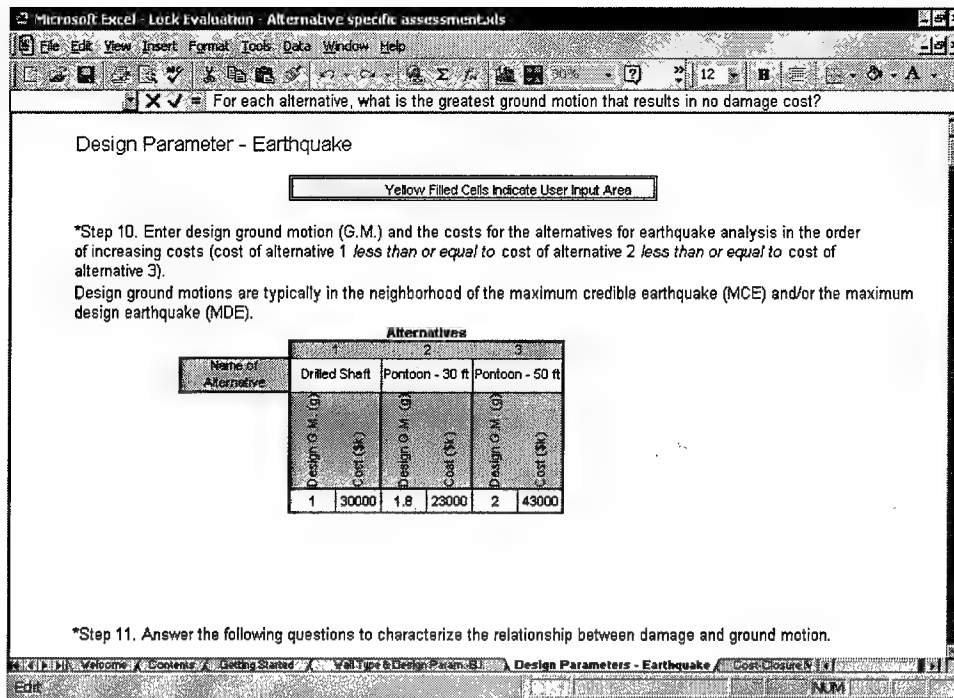 Microsoft Excel - Lock Evaluation - Alternative specific assessment.xls
File Edit View Insert Format Tools Data Window Help
90% 12 B A
X = For each alternative, what is the greatest ground motion that results in no damage cost?
Design Parameter - Earthquake
Yellow Filled Cells Indicate User Input Area
*Step 10. Enter design ground motion (G.M.) and the costs for the alternatives for earthquake analysis in the order
of increasing costs (cost of alternative 1 less than or equal to cost of alternative 2 less than or equal to cost of
alternative 3).
Design ground motions are typically in the neighborhood of the maximum credible earthquake (MCE) and/or the maximum
design earthquake (MDE).
Alternatives
1 2 3
Name of Alternative
Drilled Shaft Pontoon - 30 ft Pontoon - 50 ft
Design G.M. (g) Cost ($k) Design G.M. (g) Cost ($k) Design G.M. (g) Cost ($k)
1 30000 1.8 23000 2 43000
*Step 11. Answer the following questions to characterize the relationship between damage and ground motion.
Welcome Contents Getting Started Wall Type & Design Param.-B.I. Design Parameters - Earthquake Cost-Closure
Edit NUM